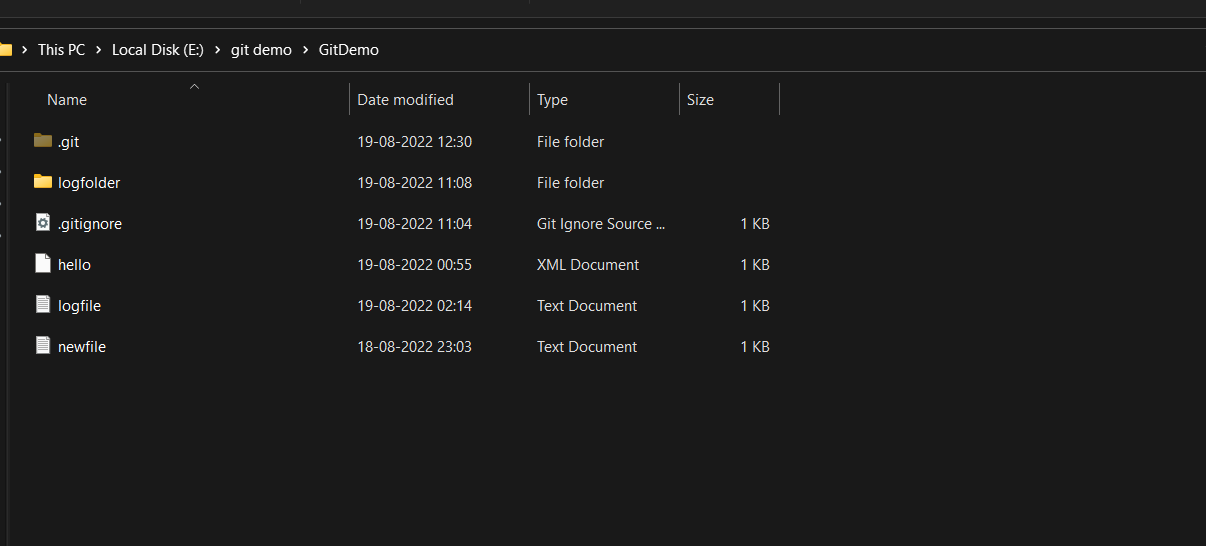 This PC > Local Disk (E:) > git demo > GitDemo
Name Date modified Type Size
.git 19-08-2022 12:30 File folder
logfolder 19-08-2022 11:08 File folder
.gitignore 19-08-2022 11:04 Git Ignore Source ... 1 KB
hello 19-08-2022 00:55 XML Document 1 KB
logfile 19-08-2022 02:14 Text Document 1 KB
newfile 18-08-2022 23:03 Text Document 1 KB